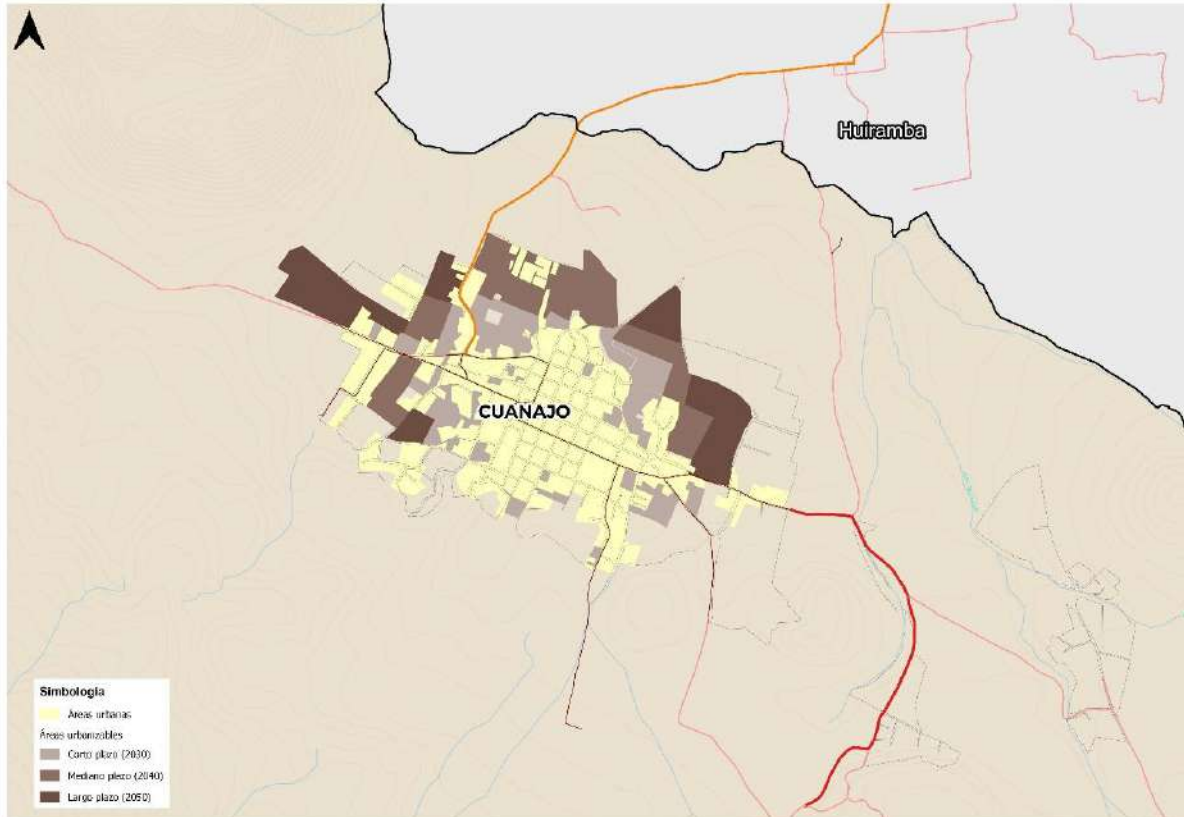 Huiramba
CUANAJO
Simbología
Áreas urbanas
Áreas urbanizables
Corto plazo (2030)
Mediano plazo (2040)
Largo plazo (2050)